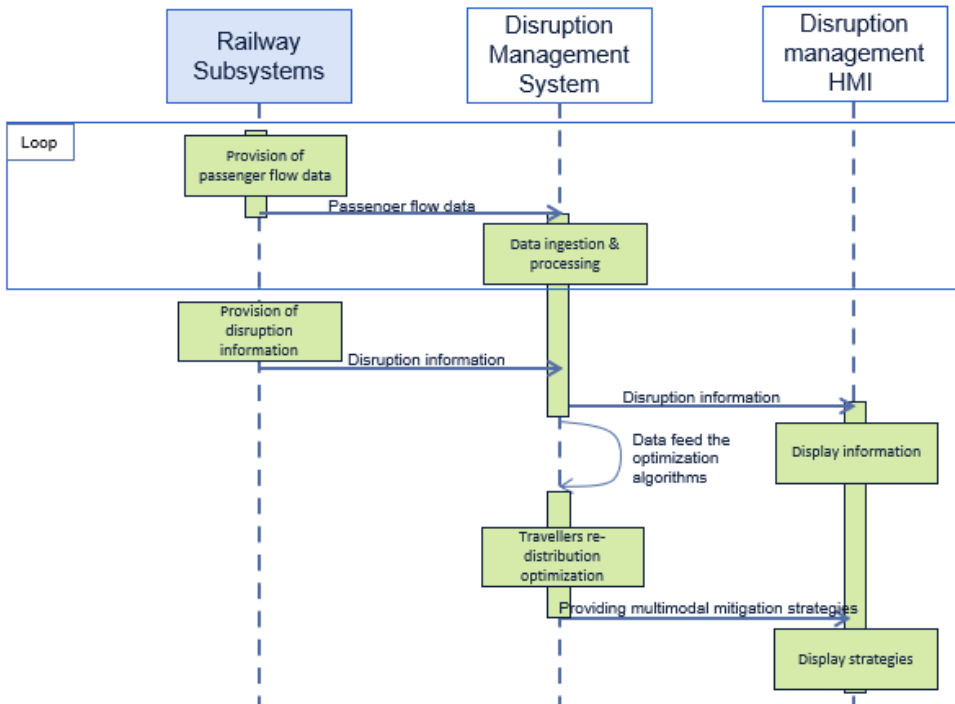 Railway
Subsystems
Disruption
Management
System
Disruption
management
HMI
Loop
Provision of
passenger flow data
Passenger flow data
Data ingestion &
processing
Provision of
disruption
information
Disruption information
Disruption information
Data feed the
optimization
algorithms
Display information
Travellers re-
distribution
optimization
Providing multimodal mitigation strategies
Display strategies